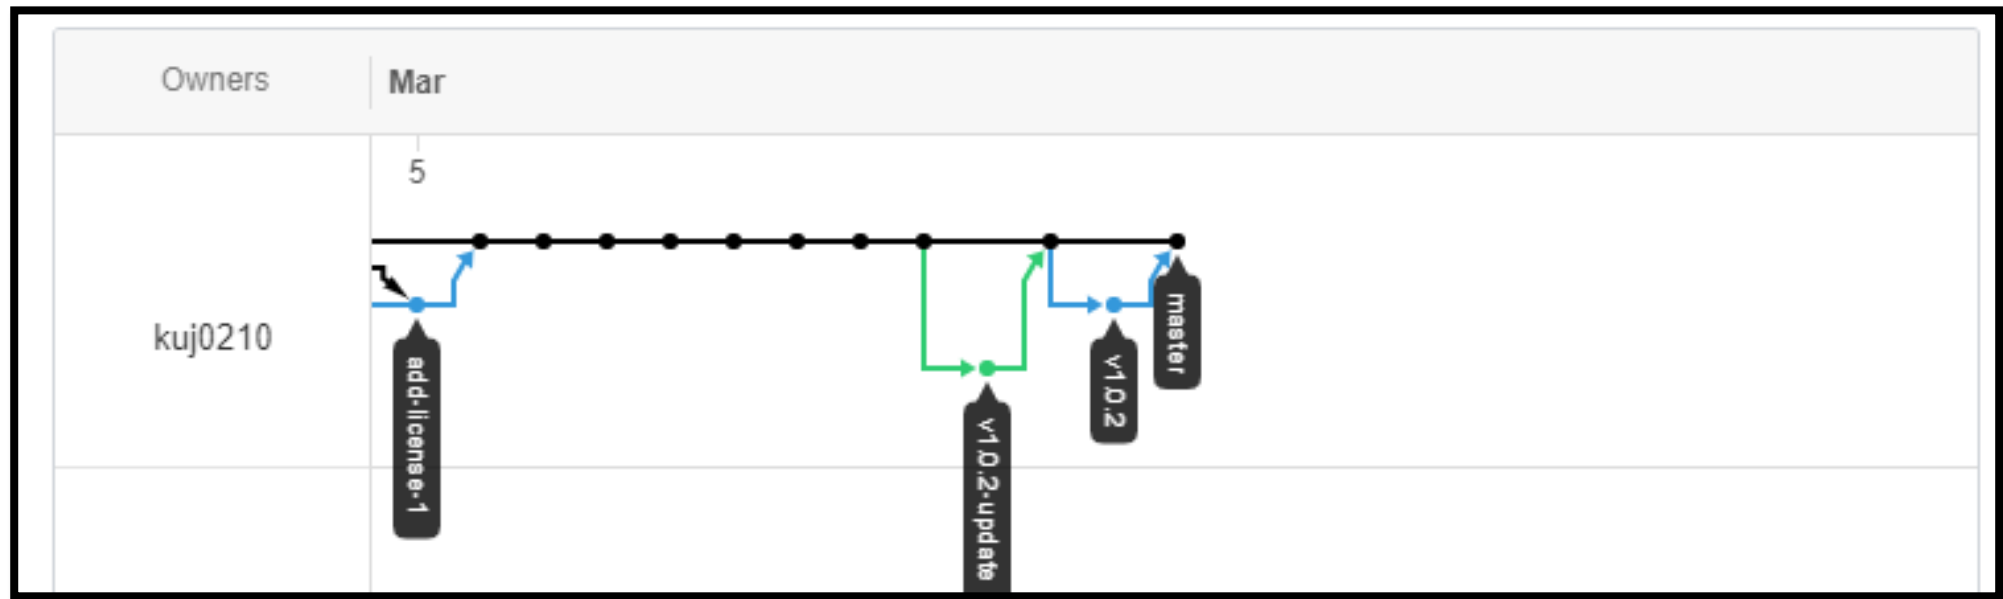 Owners
Mar
5
kuj0210
add-license-1
v1.0.2-update
v1.0.2
master